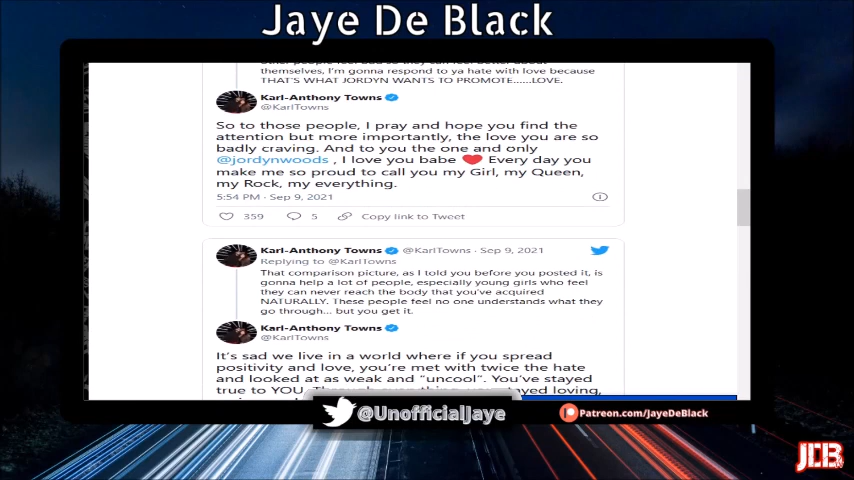 Jaye De Black
themselves, I'm gonna respond to ya hate with love because
THAT'S WHAT JORDYN WANTS TO PROMOTE......LOVE.
Karl-Anthony Towns
@KarlTowns
So to those people, I pray and hope you find the
attention but more importantly, the love you are so
badly craving. And to you the one and only
@jordynwoods , I love you babe ❤️ Every day you
make me so proud to call you my Girl, my Queen,
my Rock, my everything.
5:54 PM · Sep 9, 2021
359 5 Copy link to Tweet
Karl-Anthony Towns @KarlTowns · Sep 9, 2021
Replying to @KarlTowns
That comparison picture, as I told you before you posted it, is
gonna help a lot of people, especially young girls who feel
they can never reach the body that you've acquired
NATURALLY. These people feel no one understands what they
go through... but you get it.
Karl-Anthony Towns
@KarlTowns
It's sad we live in a world where if you spread
positivity and love, you're met with twice the hate
and looked at as weak and "uncool". You've stayed
true to YOU. Through everything you stayed loving,
@UnofficialJaye
Patreon.com/JayeDeBlack
JDB